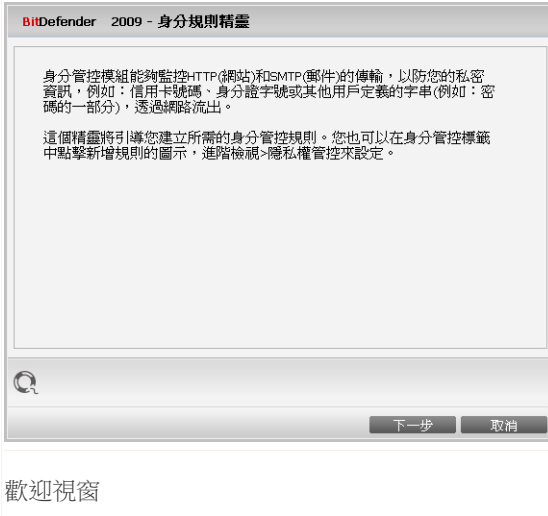 BitDefender 2009 - 身分規則精靈
身分管控模組能夠監控HTTP(網站)和SMTP(郵件)的傳輸，以防您的私密
資訊，例如：信用卡號碼、身分證字號或其他用戶定義的字串(例如：密
碼的一部分)，透過網路流出。
這個精靈將引導您建立所需的身分管控規則。您也可以在身分管控標籤
中點擊新增規則的圖示，進階檢視>隱私權管控來設定。
下一步 取消
歡迎視窗